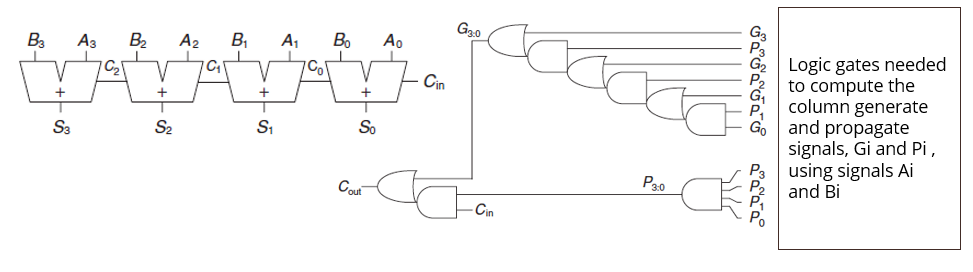 B3 A3 B2 A2 B1 A1 B0 A0
C2 C1 C0 Cin
+ + + +
S3 S2 S1 S0
G3:0
G3
P3
G2
P2
G1
P1
G0
Cout
Cin
P3:0
P3
P2
P1
P0
Logic gates needed
to compute the
column generate
and propagate
signals, Gi and Pi ,
using signals Ai
and Bi